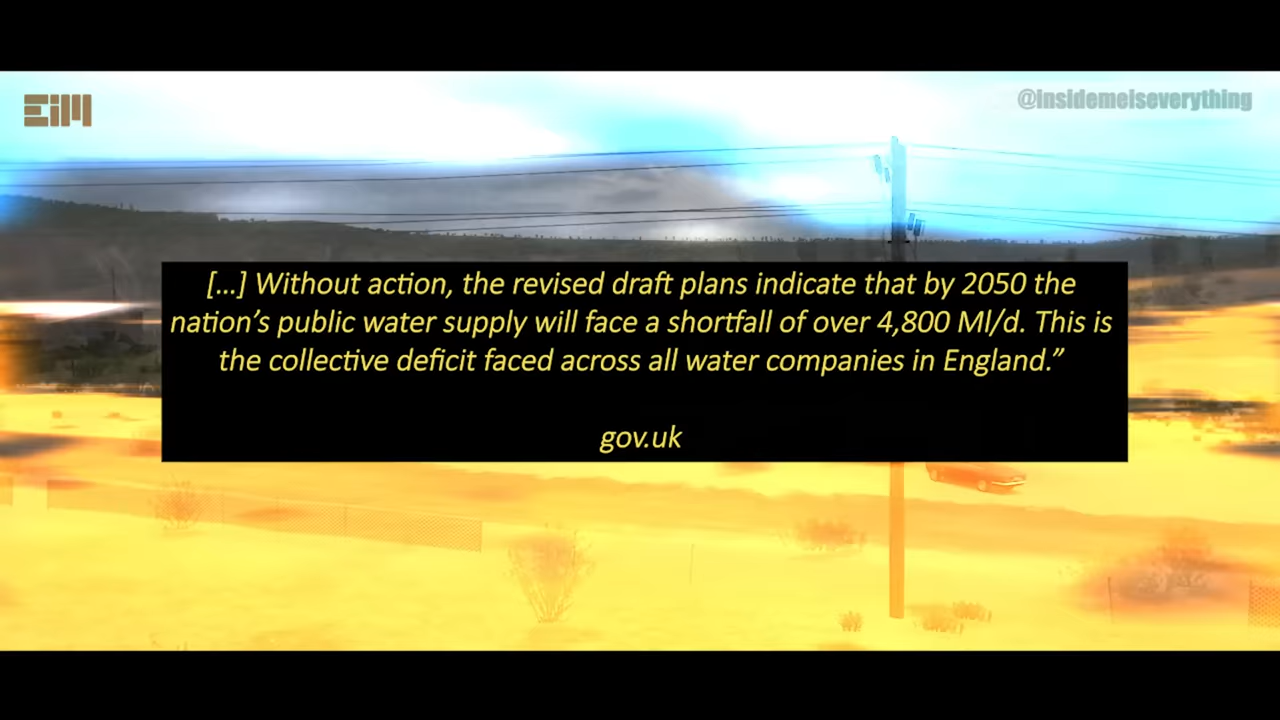 EiM
@insidemeiseverything
[...] Without action, the revised draft plans indicate that by 2050 the
nation’s public water supply will face a shortfall of over 4,800 Ml/d. This is
the collective deficit faced across all water companies in England.”
gov.uk